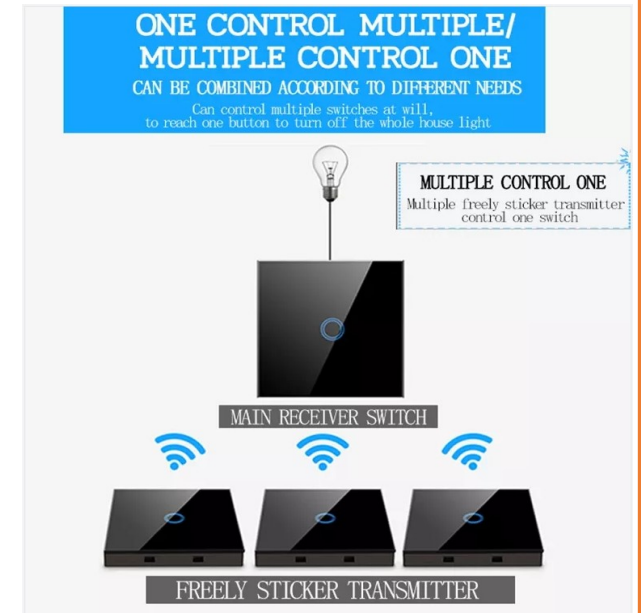 ONE CONTROL MULTIPLE/
MULTIPLE CONTROL ONE
CAN BE COMBINED ACCORDING TO DIFFERENT NEEDS
Can control multiple switches at will,
to reach one button to turn off the whole house light
MULTIPLE CONTROL ONE
Multiple freely sticker transmitter
control one switch
MAIN RECEIVER SWITCH
FREELY STICKER TRANSMITTER